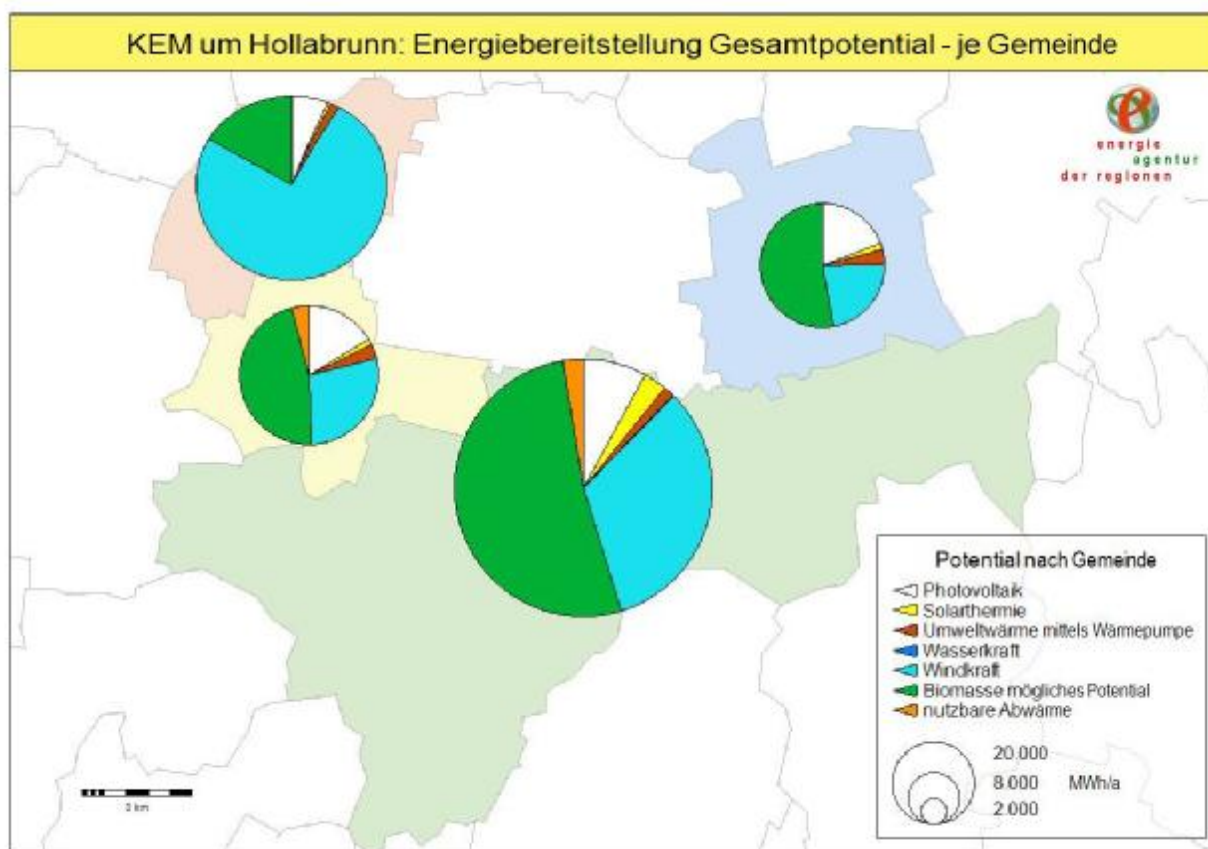 KEM um Hollabrunn: Energiebereitstellung Gesamtpotential - je Gemeinde
energie
agentur
der regionen
Potential nach Gemeinde
Photovoltaik
Solarthermie
Umweltwärme mittels Wärmepumpe
Wasserkraft
Windkraft
Biomasse mögliches Potential
nutzbare Abwärme
20.000
8.000 MWh/a
2.000
km